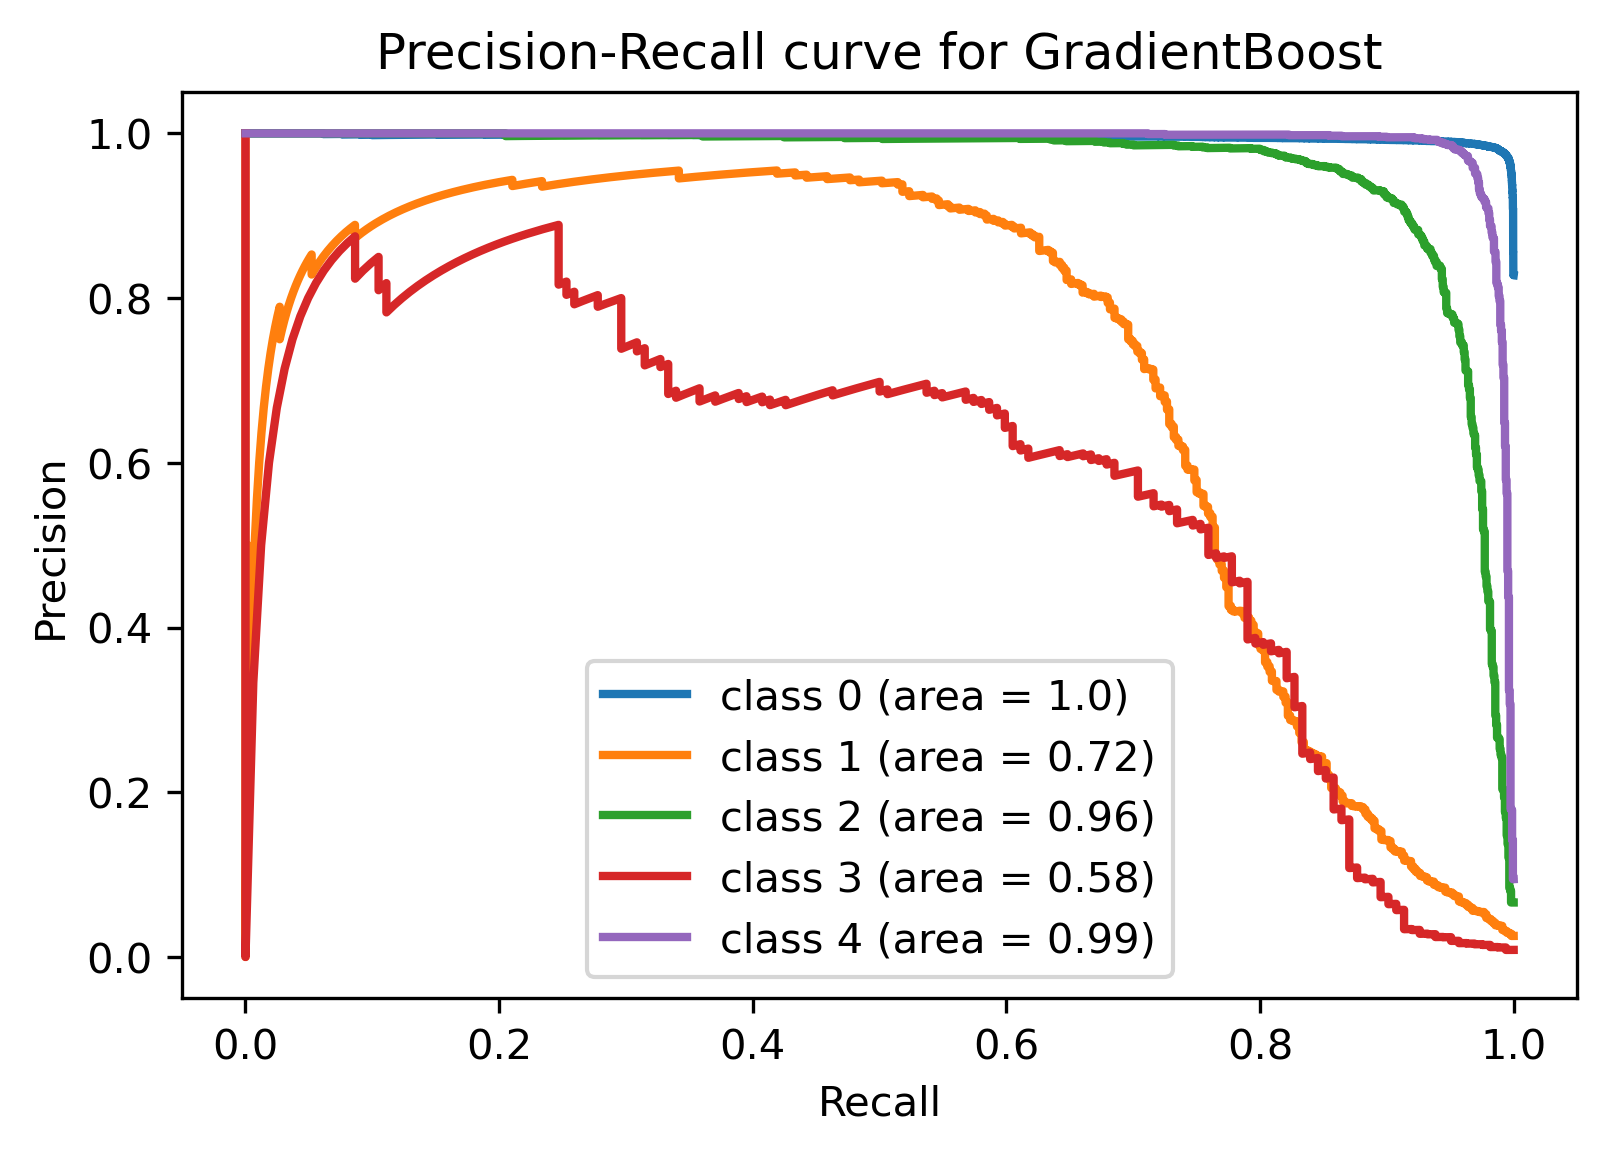 Precision-Recall curve for GradientBoost
1.0
0.8
0.6
0.4
0.2
0.0
Precision
class 0 (area = 1.0)
class 1 (area = 0.72)
class 2 (area = 0.96)
class 3 (area = 0.58)
class 4 (area = 0.99)
0.0 0.2 0.4 0.6 0.8 1.0
Recall